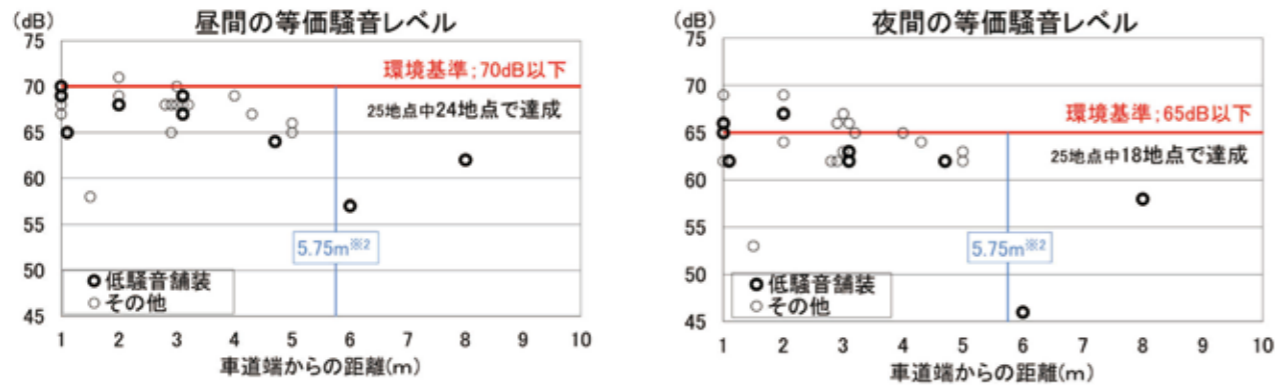 昼間の等価騒音レベル
(dB)
75
70
65
60
55
50
45
環境基準;70dB以下
25地点中24地点で達成
5.75m※2
低騒音舗装
その他
1 2 3 4 5 6 7 8 9 10
車道端からの距離(m)
夜間の等価騒音レベル
(dB)
75
70
65
60
55
50
45
環境基準;65dB以下
25地点中18地点で達成
5.75m※2
低騒音舗装
その他
1 2 3 4 5 6 7 8 9 10
車道端からの距離(m)